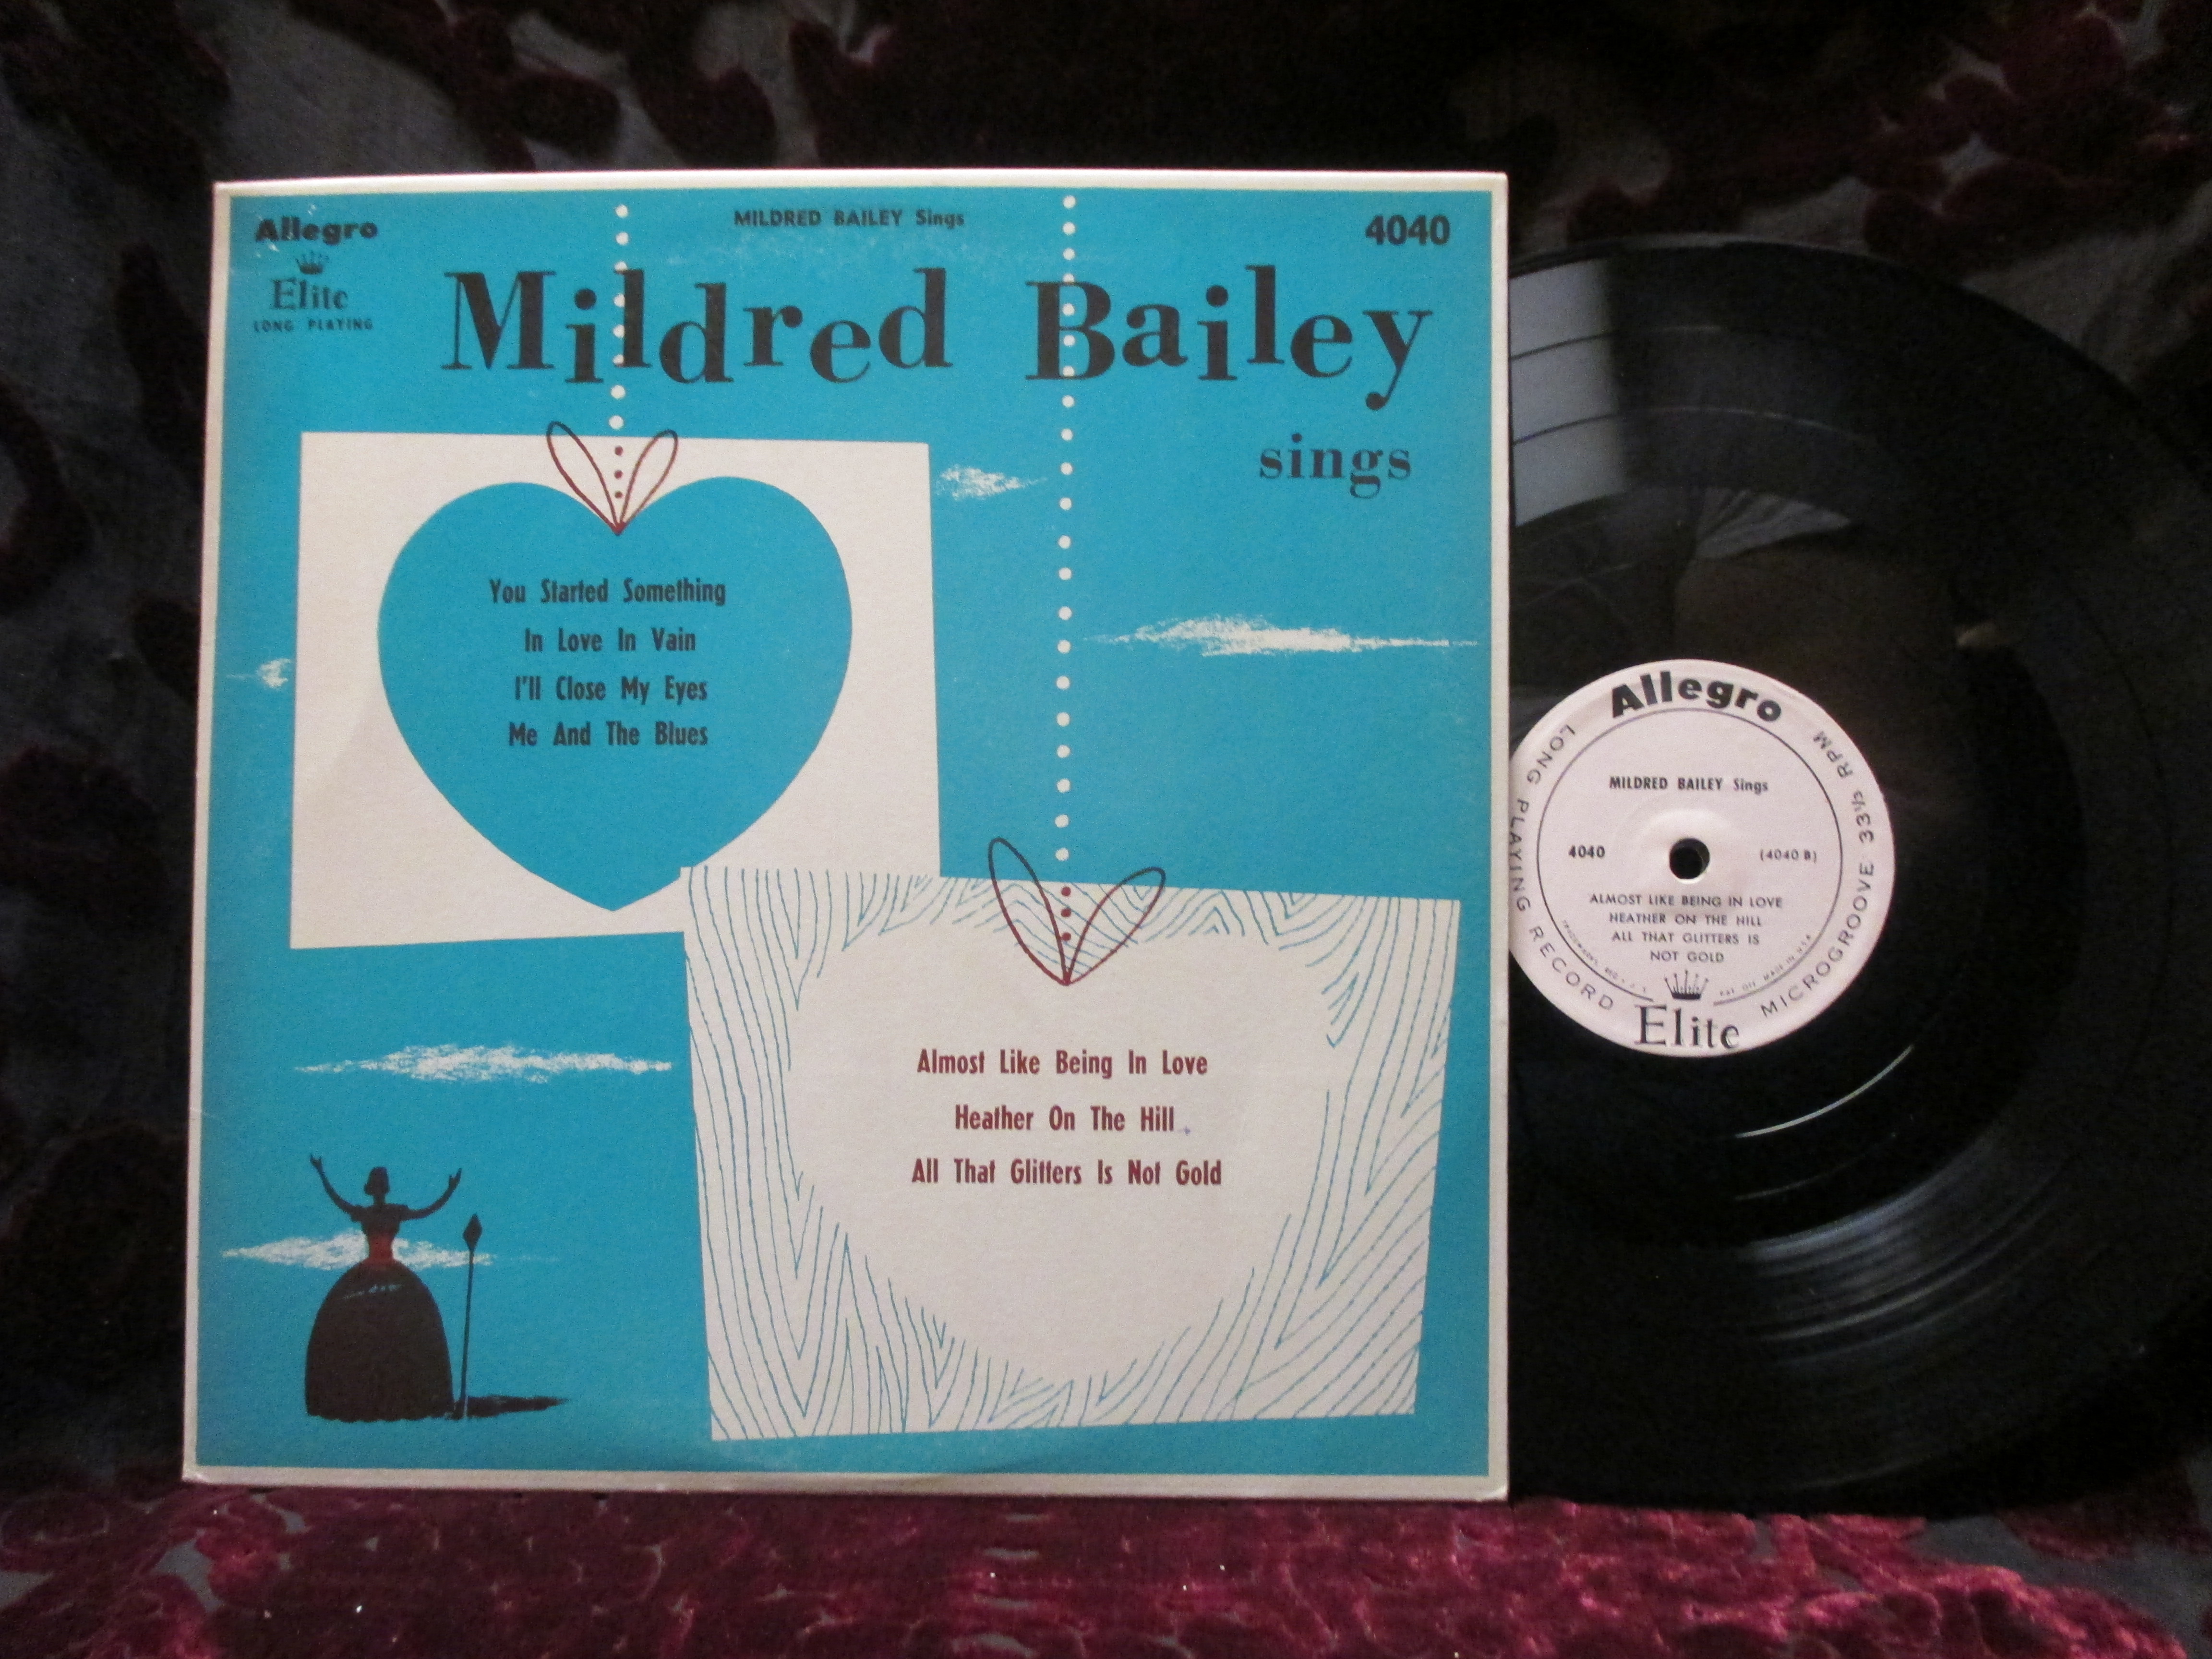 Allegro
Elite
LONG PLAYING
MILDRED BAILEY Sings
4040
Mildred Bailey
sings
You Started Something
In Love In Vain
I'll Close My Eyes
Me And The Blues
Almost Like Being In Love
Heather On The Hill
All That Glitters Is Not Gold
Allegro
LONG PLAYING RECORD
MICROGROOVE 33⅓ RPM
MILDRED BAILEY Sings
4040
(4040 B)
ALMOST LIKE BEING IN LOVE
HEATHER ON THE HILL
ALL THAT GLITTERS IS
NOT GOLD
Elite